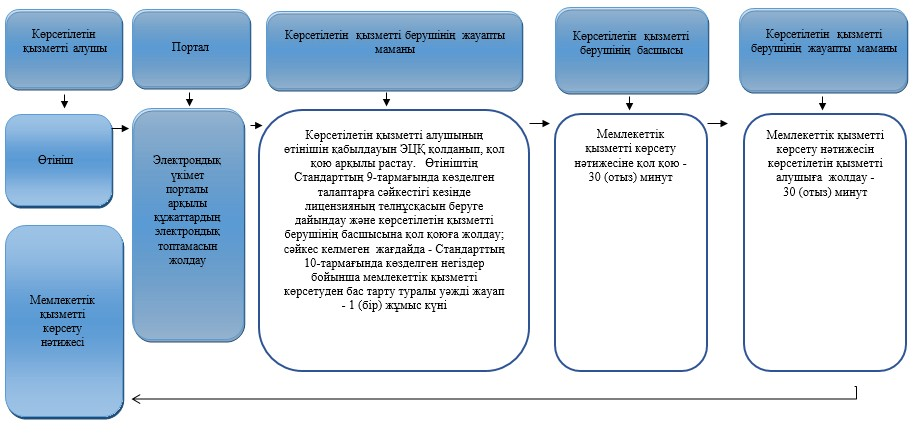 Көрсетілетін
қызметті алушы
Портал
Көрсетілетін қызметті берушінің жауапты
маманы
Көрсетілетін қызметті
берушінің басшысы
Көрсетілетін қызметті
берушінің жауапты маманы
Өтініш
Электрондық
үкімет
порталы
арқылы
құжаттардың
электрондық
топтамасын
жолдау
Көрсетілетін қызметті алушының
өтінішін қабылдауын ЭЦҚ қолданып, қол
қою арқылы растау. Өтініштің
Стандарттың 9-тармағында көзделген
талаптарға сәйкестігі кезінде
лицензияның телнұсқасын беруге
дайындау және көрсетілетін қызметті
берушінің басшысына қол қоюға жолдау;
сәйкес келмеген жағдайда - Стандарттың
10-тармағында көзделген негіздер
бойынша мемлекеттік қызметті
көрсетуден бас тарту туралы уәжді жауап
- 1 (бір) жұмыс күні
Мемлекеттік
қызметті көрсету
нәтижесіне қол қою -
30 (отыз) минут
Мемлекеттік қызметті
көрсету нәтижесін
көрсетілетін қызметті
алушыға жолдау -
30 (отыз) минут
Мемлекеттік
қызметті
көрсету
нәтижесі